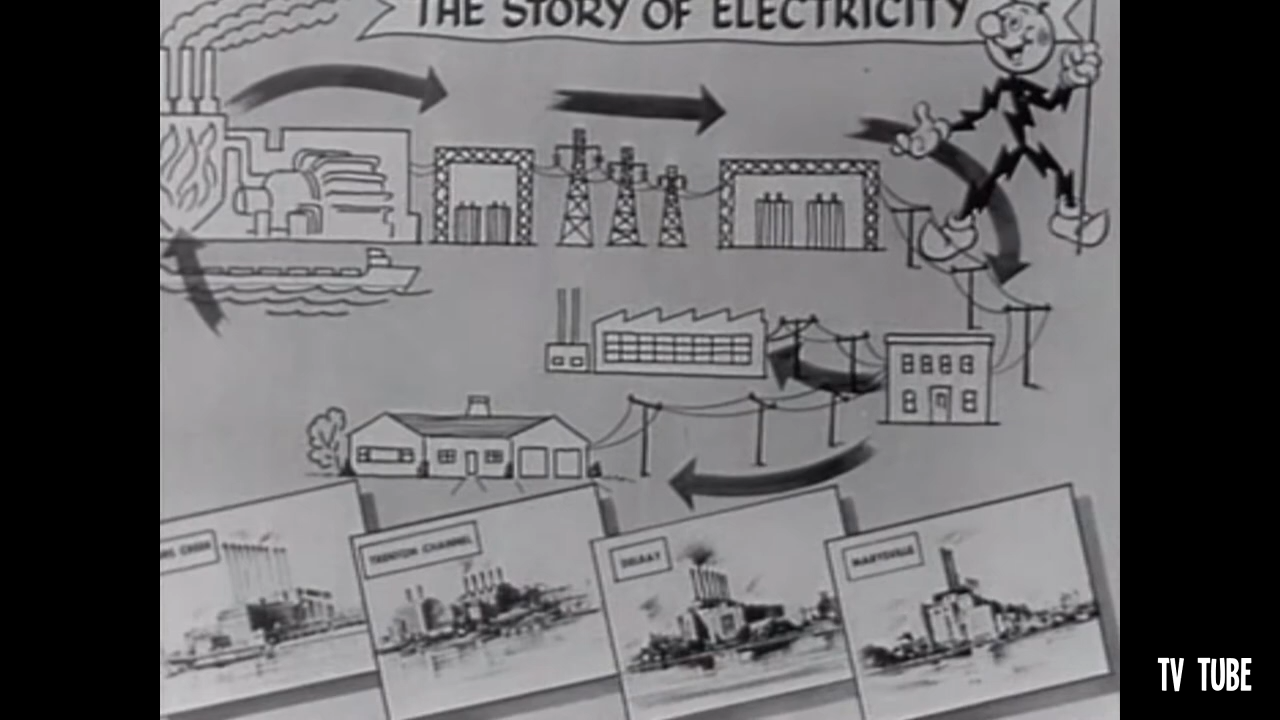 THE STORY OF ELECTRICITY
TRENTON CHANNEL
DELRAY
MARYSVILLE
TV TUBE